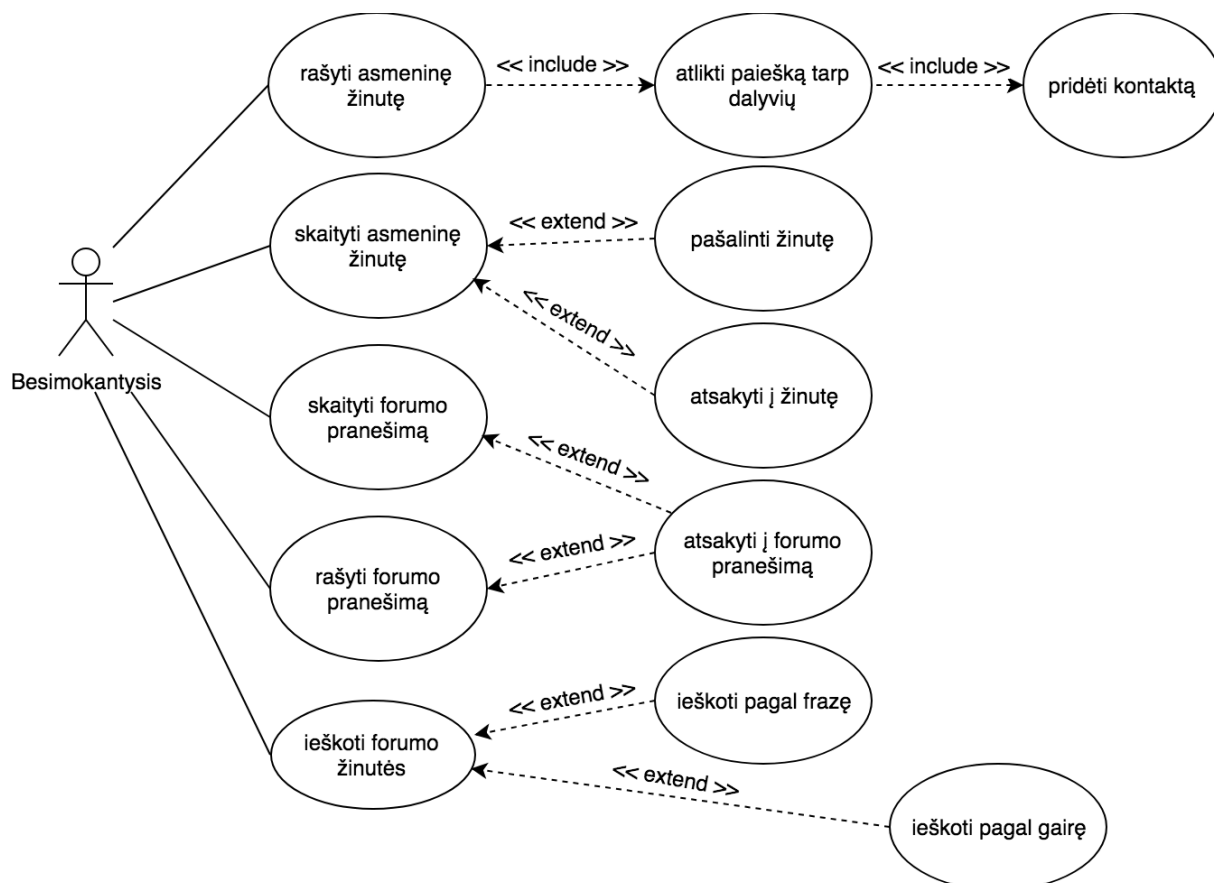 rašyti asmeninę
žinutę
<< include >>
atlikti paiešką tarp
dalyvių
<< include >>
pridėti kontaktą
skaityti asmeninę
žinutę
<< extend >>
pašalinti žinutę
<< extend >>
atsakyti į žinutę
Besimokantysis
skaityti forumo
pranešimą
<< extend >>
atsakyti į forumo
pranešimą
rašyti forumo
pranešimą
<< extend >>
ieškoti forumo
žinutės
<< extend >>
ieškoti pagal frazę
<< extend >>
ieškoti pagal gairę